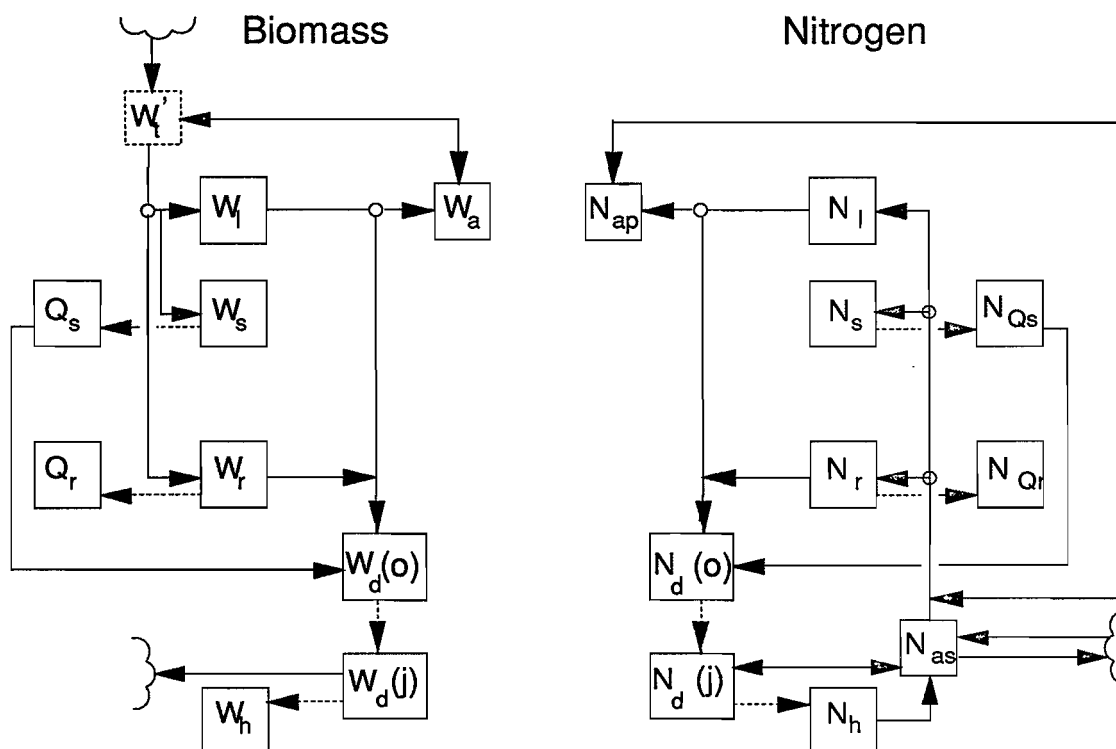 Biomass
Nitrogen
W't
Wl
Wa
Nap
Nl
Qs
Ws
Ns
NQs
Qr
Wr
Nr
NQr
Wd(o)
Nd (o)
Nas
Wd(j)
Nd (j)
Wh
Nh